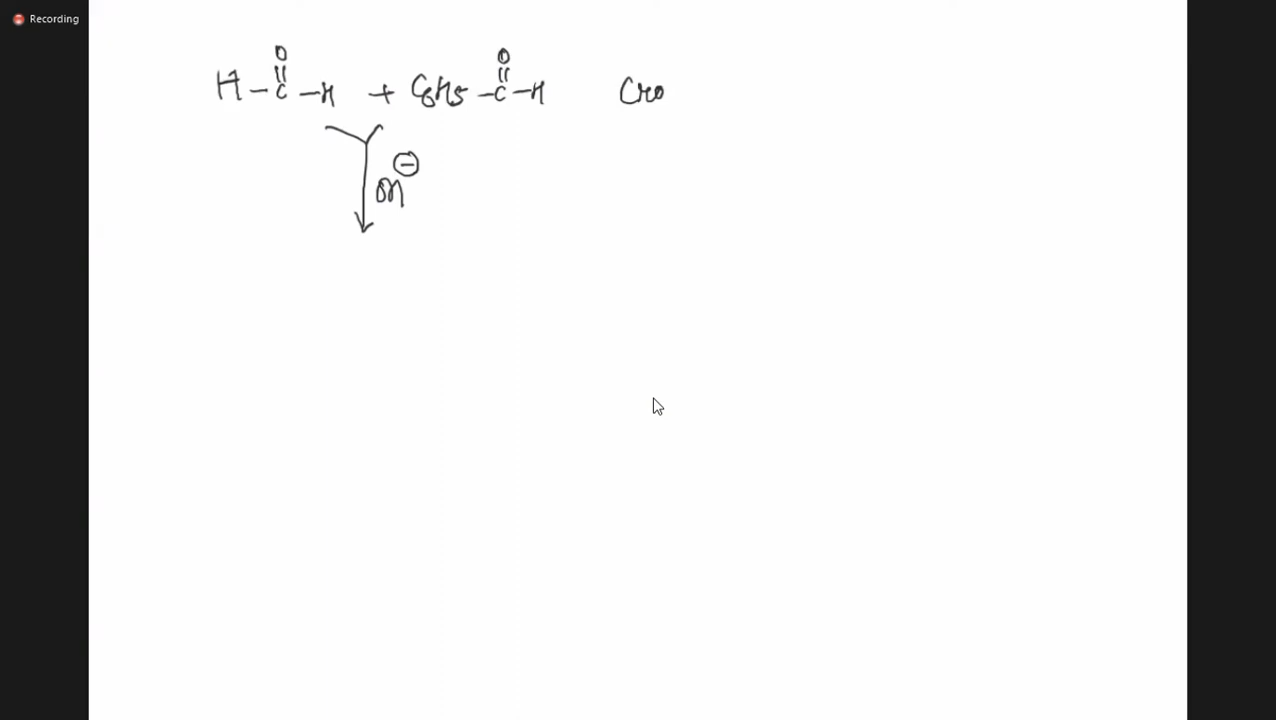 Recording
O O
H - C - H + C6H5 - C - H Cro
⊖
OH